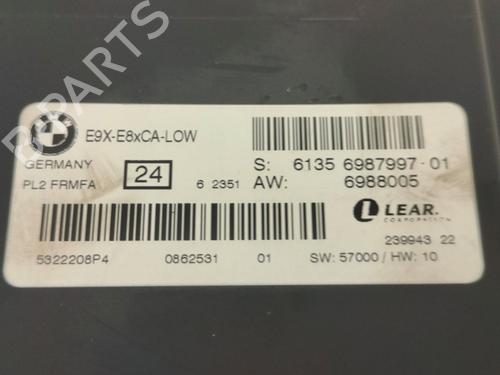 BMW
E9X-E8xCA-LOW
GERMANY
24
PL2 FRMFA
6 2351
S: 6135 6987997-01
AW: 6988005
LEAR.
CORPORATION
239943 22
5322208P4
0862531
01
SW: 57000 / HW: 10